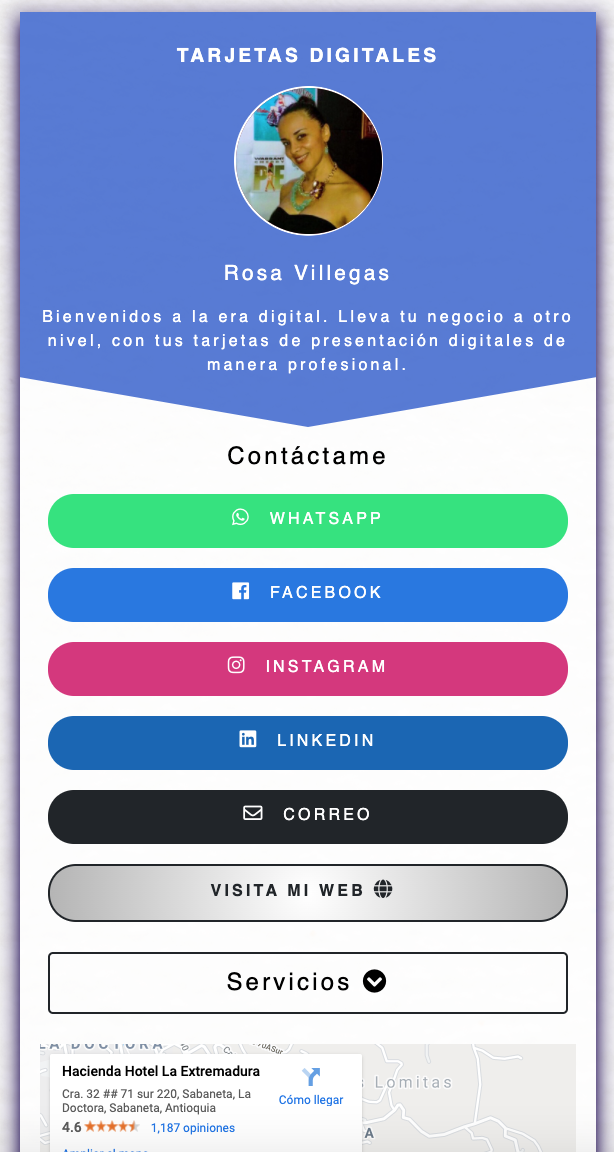 TARJETAS DIGITALES
Rosa Villegas
Bienvenidos a la era digital. Lleva tu negocio a otro
nivel, con tus tarjetas de presentación digitales de
manera profesional.
Contáctame
WHATSAPP
FACEBOOK
INSTAGRAM
LINKEDIN
CORREO
VISITA MI WEB
Servicios
LA DOCTORA
Hacienda Hotel La Extremadura
Cómo llegar
Cra. 32 ## 71 sur 220, Sabaneta, La
Doctora, Sabaneta, Antioquia
4.6
1,187 opiniones
Lomitas